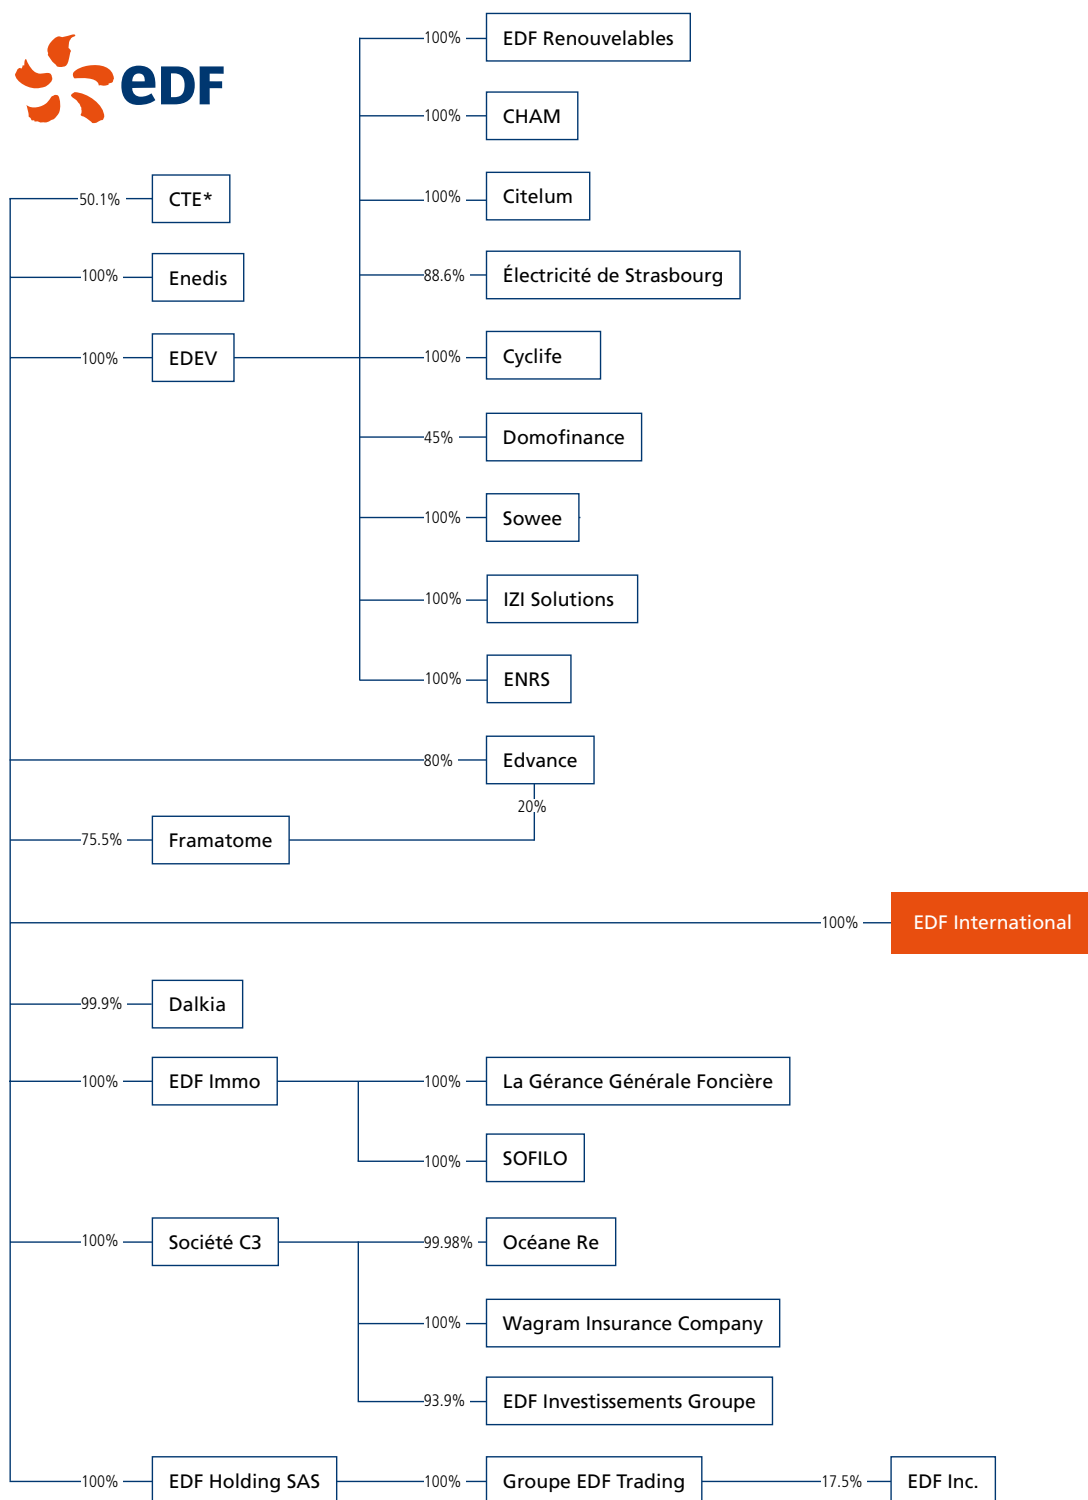 eDF
100% EDF Renouvelables
100% CHAM
50.1% CTE*
100% Citelum
100% Enedis
88.6% Électricité de Strasbourg
100% EDEV
100% Cyclife
45% Domofinance
100% Sowee
100% IZI Solutions
100% ENRS
80% Edvance
20%
75.5% Framatome
100% EDF International
99.9% Dalkia
100% EDF Immo
100% La Gérance Générale Foncière
100% SOFILO
100% Société C3
99.98% Océane Re
100% Wagram Insurance Company
93.9% EDF Investissements Groupe
100% EDF Holding SAS
100% Groupe EDF Trading
17.5% EDF Inc.